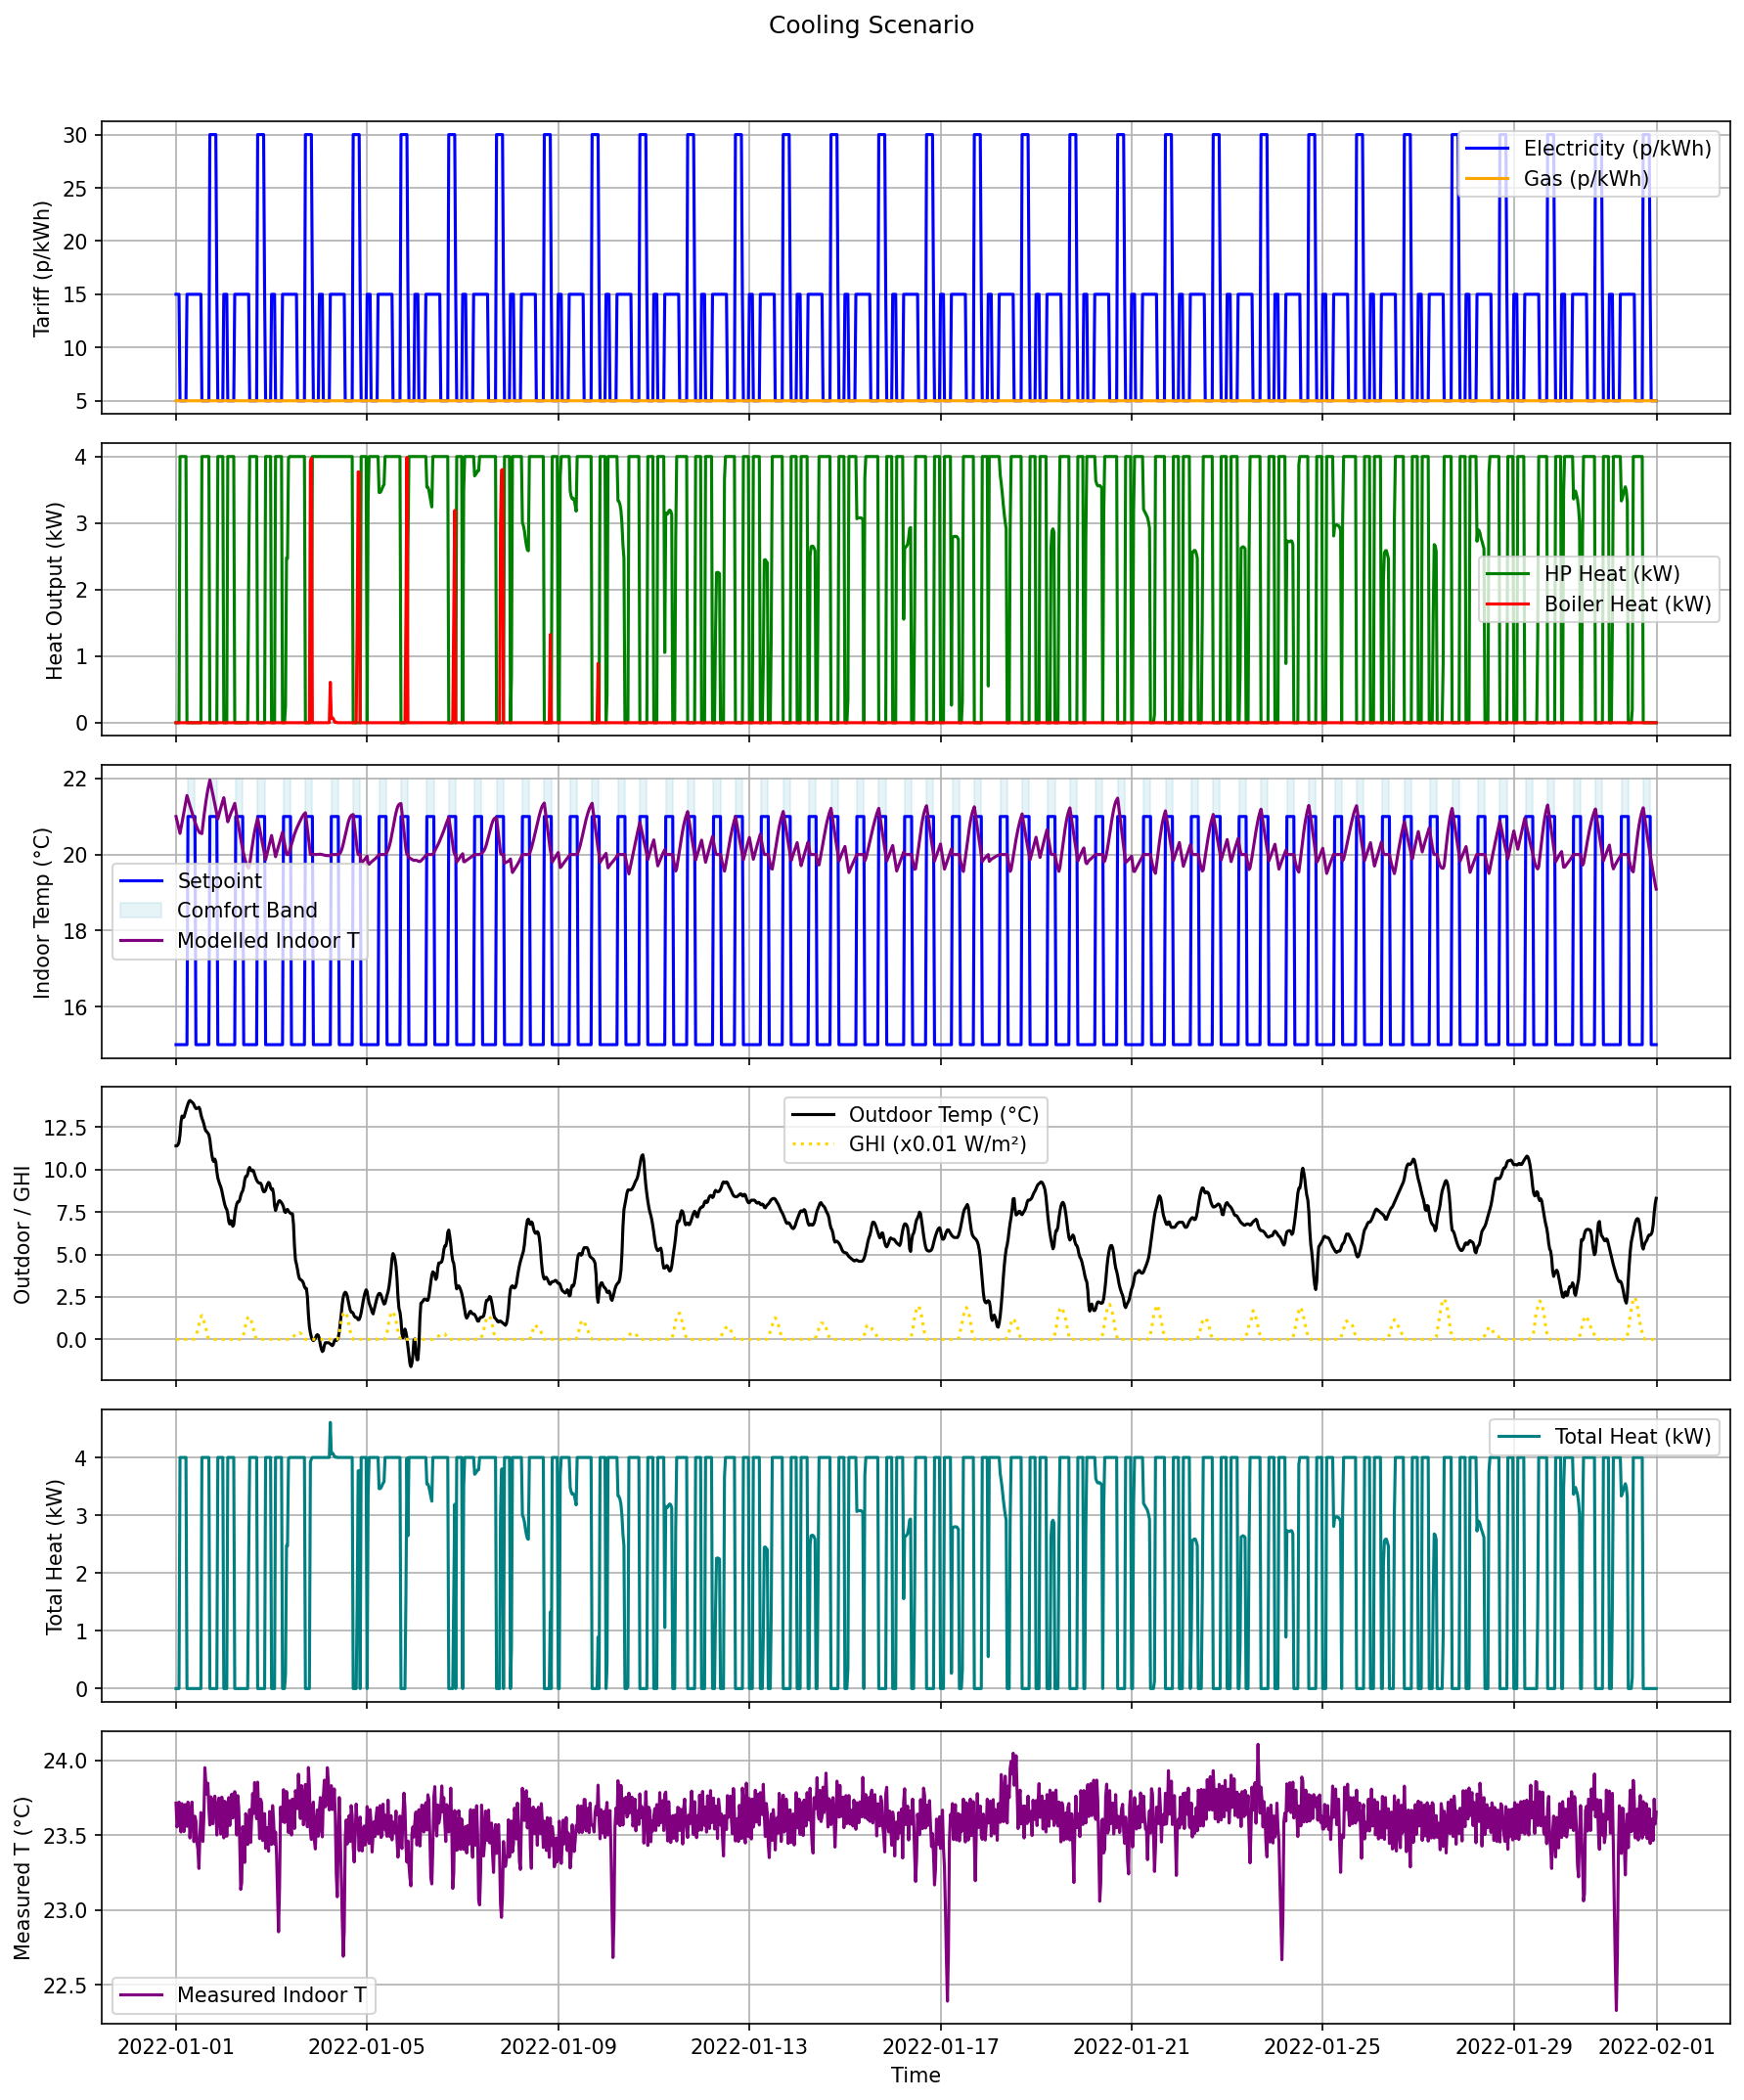 Cooling Scenario
Tariff (p/kWh)
30
25
20
15
10
5
Electricity (p/kWh)
Gas (p/kWh)
Heat Output (kW)
4
3
2
1
0
HP Heat (kW)
Boiler Heat (kW)
Indoor Temp (°C)
22
20
18
16
Setpoint
Comfort Band
Modelled Indoor T
Outdoor / GHI
12.5
10.0
7.5
5.0
2.5
0.0
Outdoor Temp (°C)
GHI (x0.01 W/m²)
Total Heat (kW)
4
3
2
1
0
Total Heat (kW)
Measured T (°C)
24.0
23.5
23.0
22.5
Measured Indoor T
2022-01-01 2022-01-05 2022-01-09 2022-01-13 2022-01-17 2022-01-21 2022-01-25 2022-01-29 2022-02-01
Time